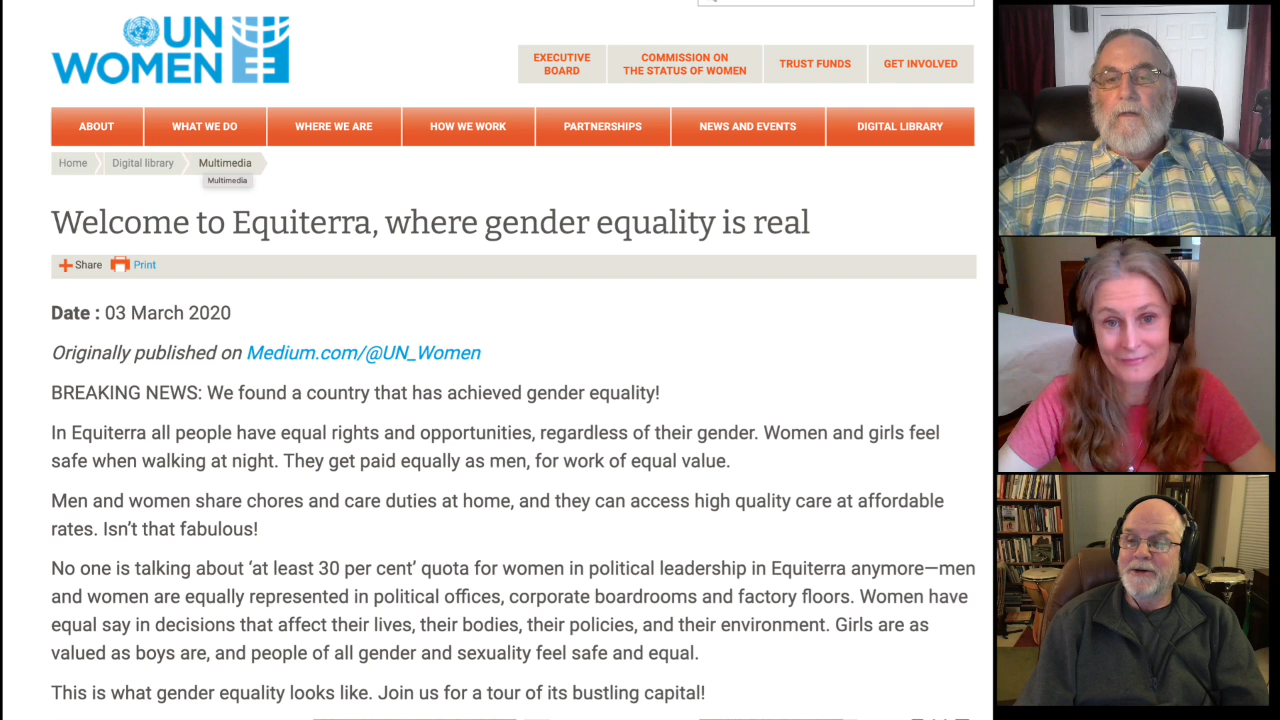 UN
WOMEN
EXECUTIVE
BOARD
COMMISSION ON
THE STATUS OF WOMEN
TRUST FUNDS
GET INVOLVED
ABOUT
WHAT WE DO
WHERE WE ARE
HOW WE WORK
PARTNERSHIPS
NEWS AND EVENTS
DIGITAL LIBRARY
Home
Digital library
Multimedia
Multimedia
Welcome to Equiterra, where gender equality is real
Share
Print
Date : 03 March 2020
Originally published on Medium.com/@UN_Women
BREAKING NEWS: We found a country that has achieved gender equality!
In Equiterra all people have equal rights and opportunities, regardless of their gender. Women and girls feel
safe when walking at night. They get paid equally as men, for work of equal value.
Men and women share chores and care duties at home, and they can access high quality care at affordable
rates. Isn’t that fabulous!
No one is talking about ‘at least 30 per cent’ quota for women in political leadership in Equiterra anymore—men
and women are equally represented in political offices, corporate boardrooms and factory floors. Women have
equal say in decisions that affect their lives, their bodies, their policies, and their environment. Girls are as
valued as boys are, and people of all gender and sexuality feel safe and equal.
This is what gender equality looks like. Join us for a tour of its bustling capital!